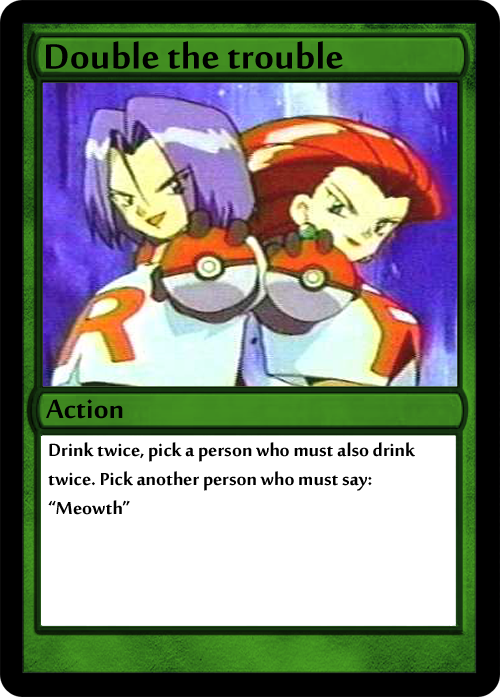 Double the trouble
R
Action
Drink twice, pick a person who must also drink
twice. Pick another person who must say:
“Meowth”